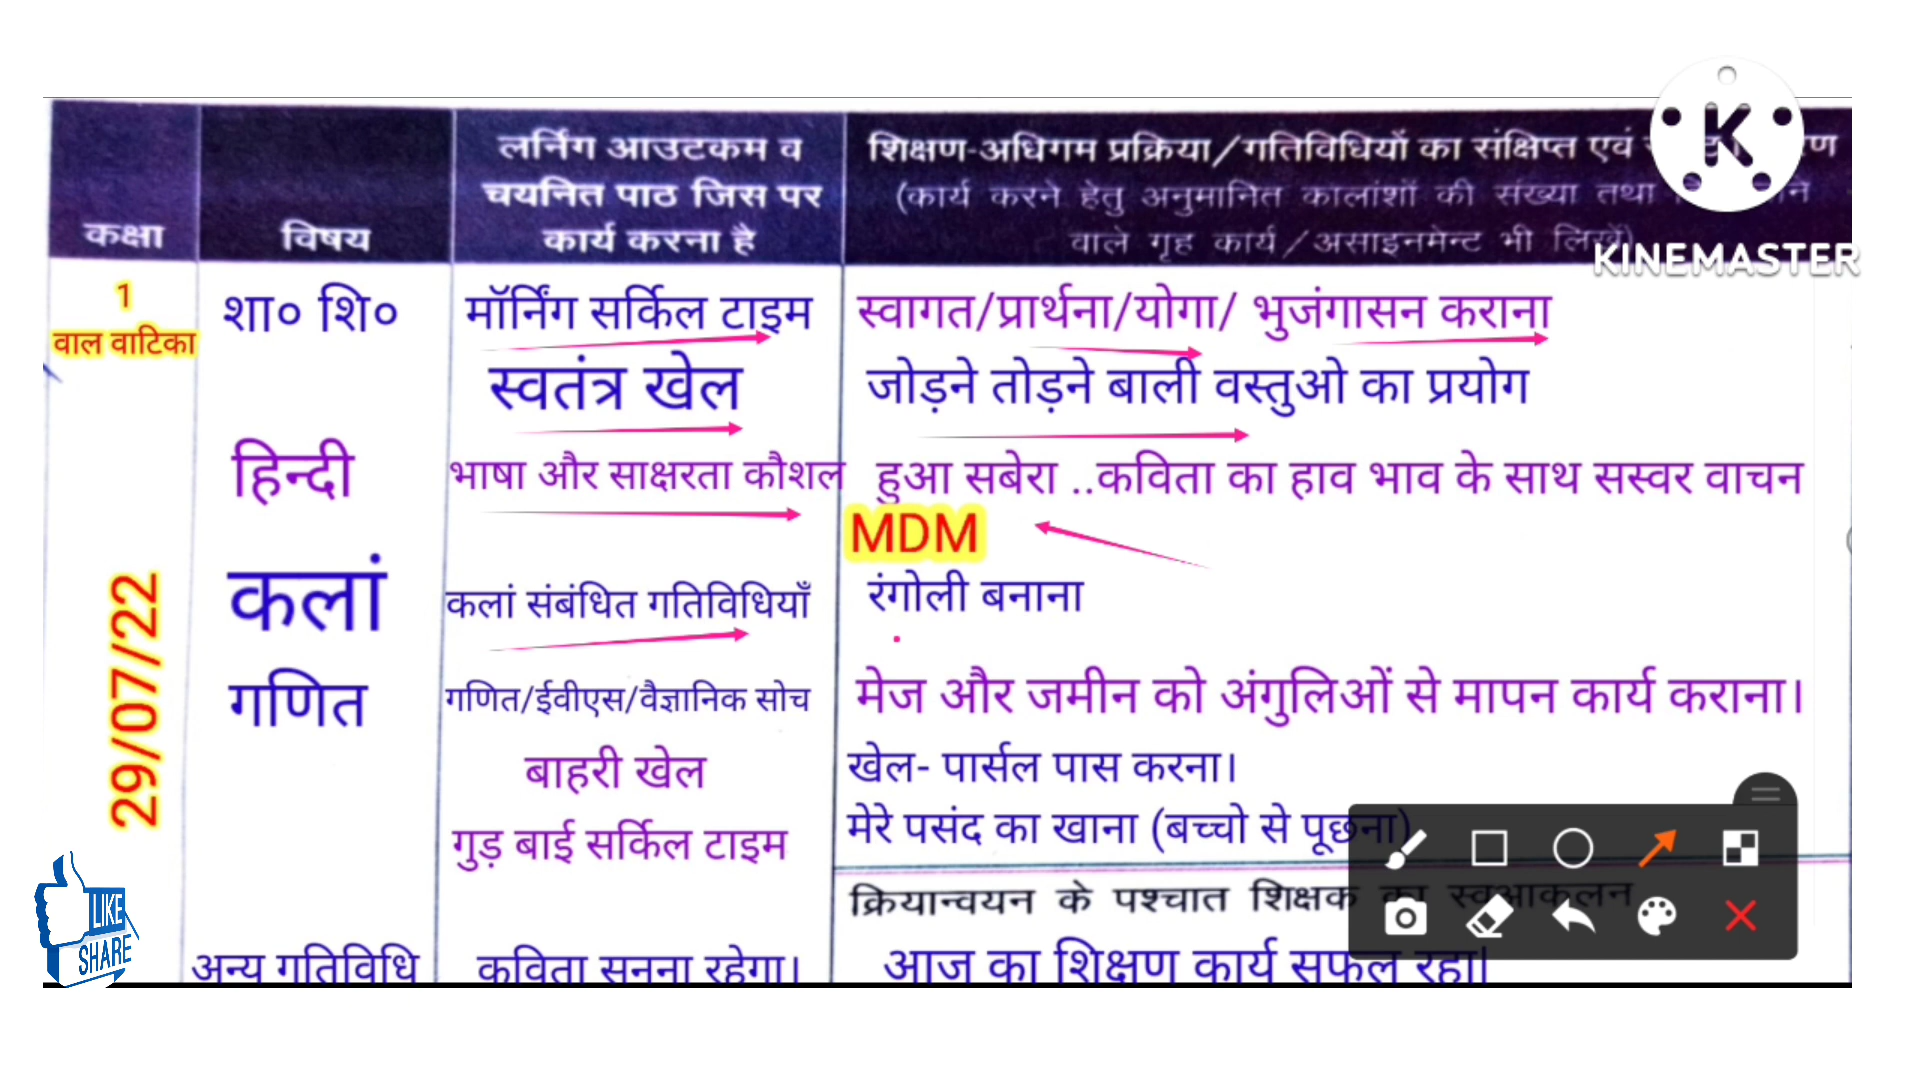 लर्निंग आउटकम व
चयनित पाठ जिस पर
कार्य करना है
कक्षा
विषय
शिक्षण-अधिगम प्रक्रिया/गतिविधियों का संक्षिप्त एवं
(कार्य करने हेतु अनुमानित कालांशों की संख्या तथा
वाले गृह कार्य/असाइनमेन्ट भी लिखें)
KINEMASTER
1
वाल वाटिका
29/07/22
शा० शि०
मॉर्निंग सर्किल टाइम
स्वागत/प्रार्थना/योगा/ भुजंगासन कराना
स्वतंत्र खेल
जोड़ने तोड़ने बाली वस्तुओ का प्रयोग
हिन्दी
भाषा और साक्षरता कौशल
हुआ सबेरा ..कविता का हाव भाव के साथ सस्वर वाचन
MDM
कलां
कलां संबंधित गतिविधियाँ
रंगोली बनाना
गणित
गणित/ईवीएस/वैज्ञानिक सोच
मेज और जमीन को अंगुलिओं से मापन कार्य कराना।
बाहरी खेल
खेल- पार्सल पास करना।
गुड़ बाई सर्किल टाइम
मेरे पसंद का खाना (बच्चो से पूछना)
क्रियान्वयन के पश्चात शिक्षक का स्वआकलन
LIKE
SHARE
अन्य गतिविधि
कविता सुनना रहेगा।
आज का शिक्षण कार्य सफल रहा।